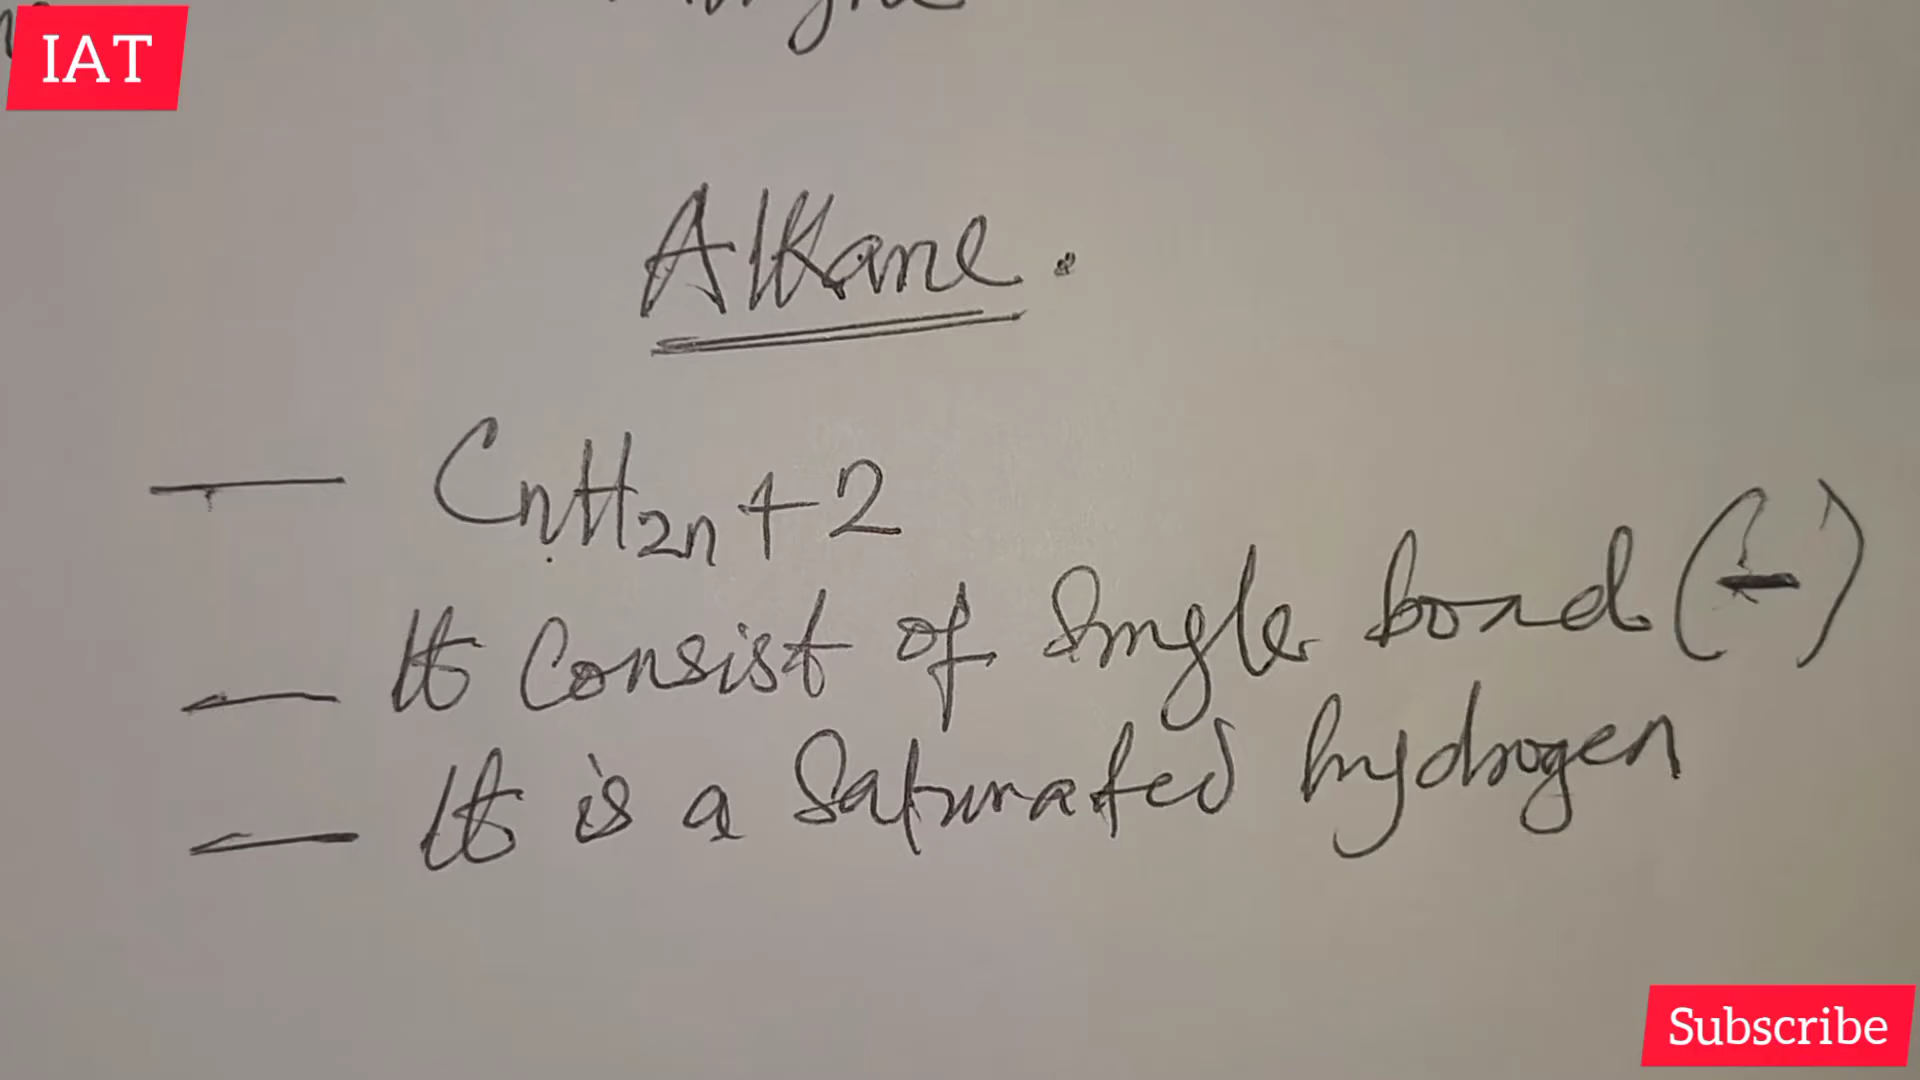 IAT
Alkane.
— CnH2n+2
— It Consist of Single bond (-)
— It is a Saturated hydrogen
Subscribe